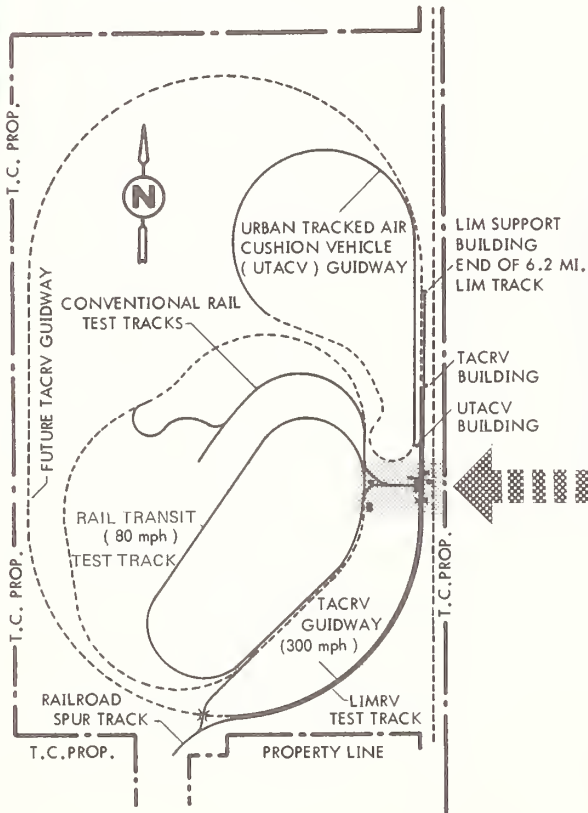 T.C. PROP.
N
URBAN TRACKED AIR
CUSHION VEHICLE
( UTACV ) GUIDWAY
LIM SUPPORT
BUILDING
END OF 6.2 MI.
LIM TRACK
CONVENTIONAL RAIL
TEST TRACKS
TACRV
BUILDING
UTACV
BUILDING
FUTURE TACRV GUIDWAY
RAIL TRANSIT
( 80 mph )
TEST TRACK
T.C. PROP.
T.C.PROP.
TACRV
GUIDWAY
(300 mph )
LIMRV
TEST TRACK
RAILROAD
SPUR TRACK
T.C.PROP.
PROPERTY LINE